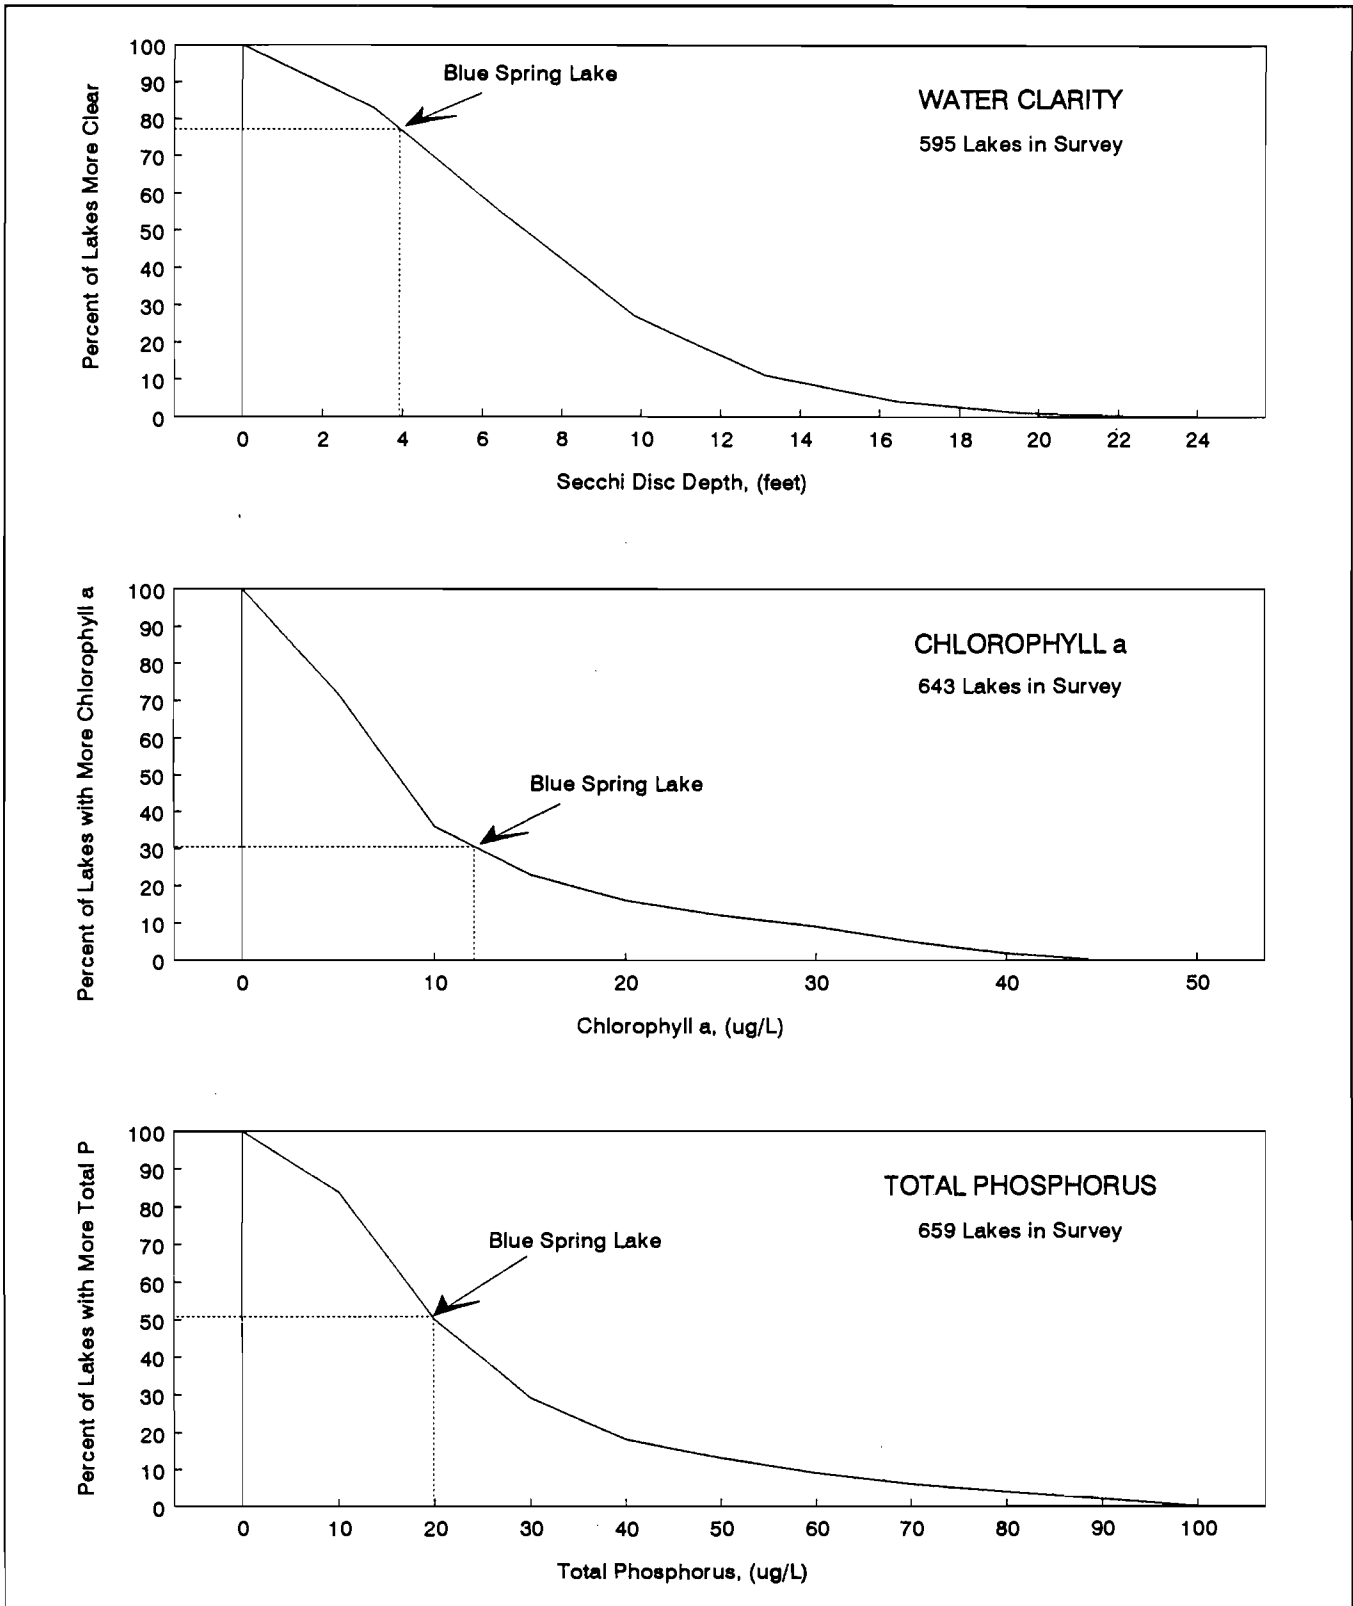 Percent of Lakes More Clear
100
90
80
70
60
50
40
30
20
10
0
Blue Spring Lake
WATER CLARITY
595 Lakes in Survey
0 2 4 6 8 10 12 14 16 18 20 22 24
Secchi Disc Depth, (feet)
Percent of Lakes with More Chlorophyll a
100
90
80
70
60
50
40
30
20
10
0
Blue Spring Lake
CHLOROPHYLL a
643 Lakes in Survey
0 10 20 30 40 50
Chlorophyll a, (ug/L)
Percent of Lakes with More Total P
100
90
80
70
60
50
40
30
20
10
0
Blue Spring Lake
TOTAL PHOSPHORUS
659 Lakes in Survey
0 10 20 30 40 50 60 70 80 90 100
Total Phosphorus, (ug/L)